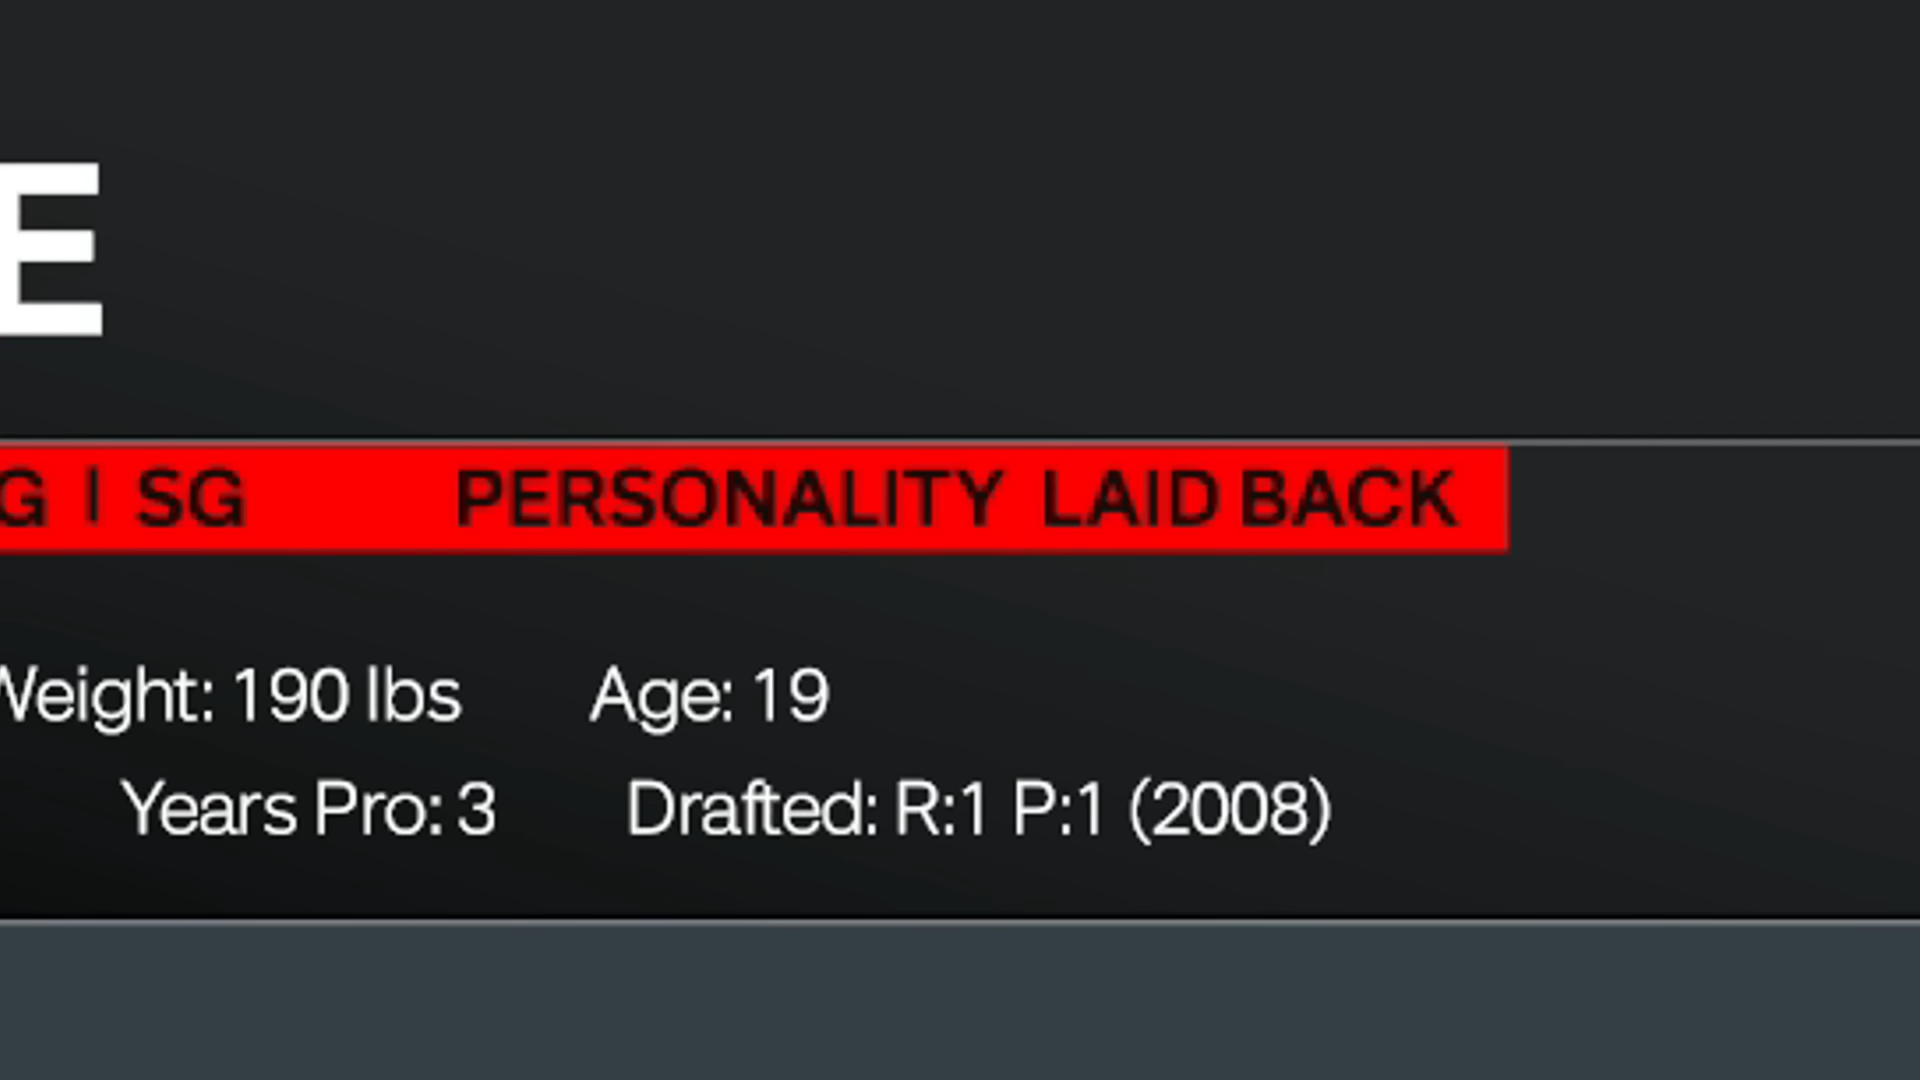 E
G | SG PERSONALITY LAID BACK
Weight: 190 lbs Age: 19
Years Pro: 3 Drafted: R:1 P:1 (2008)